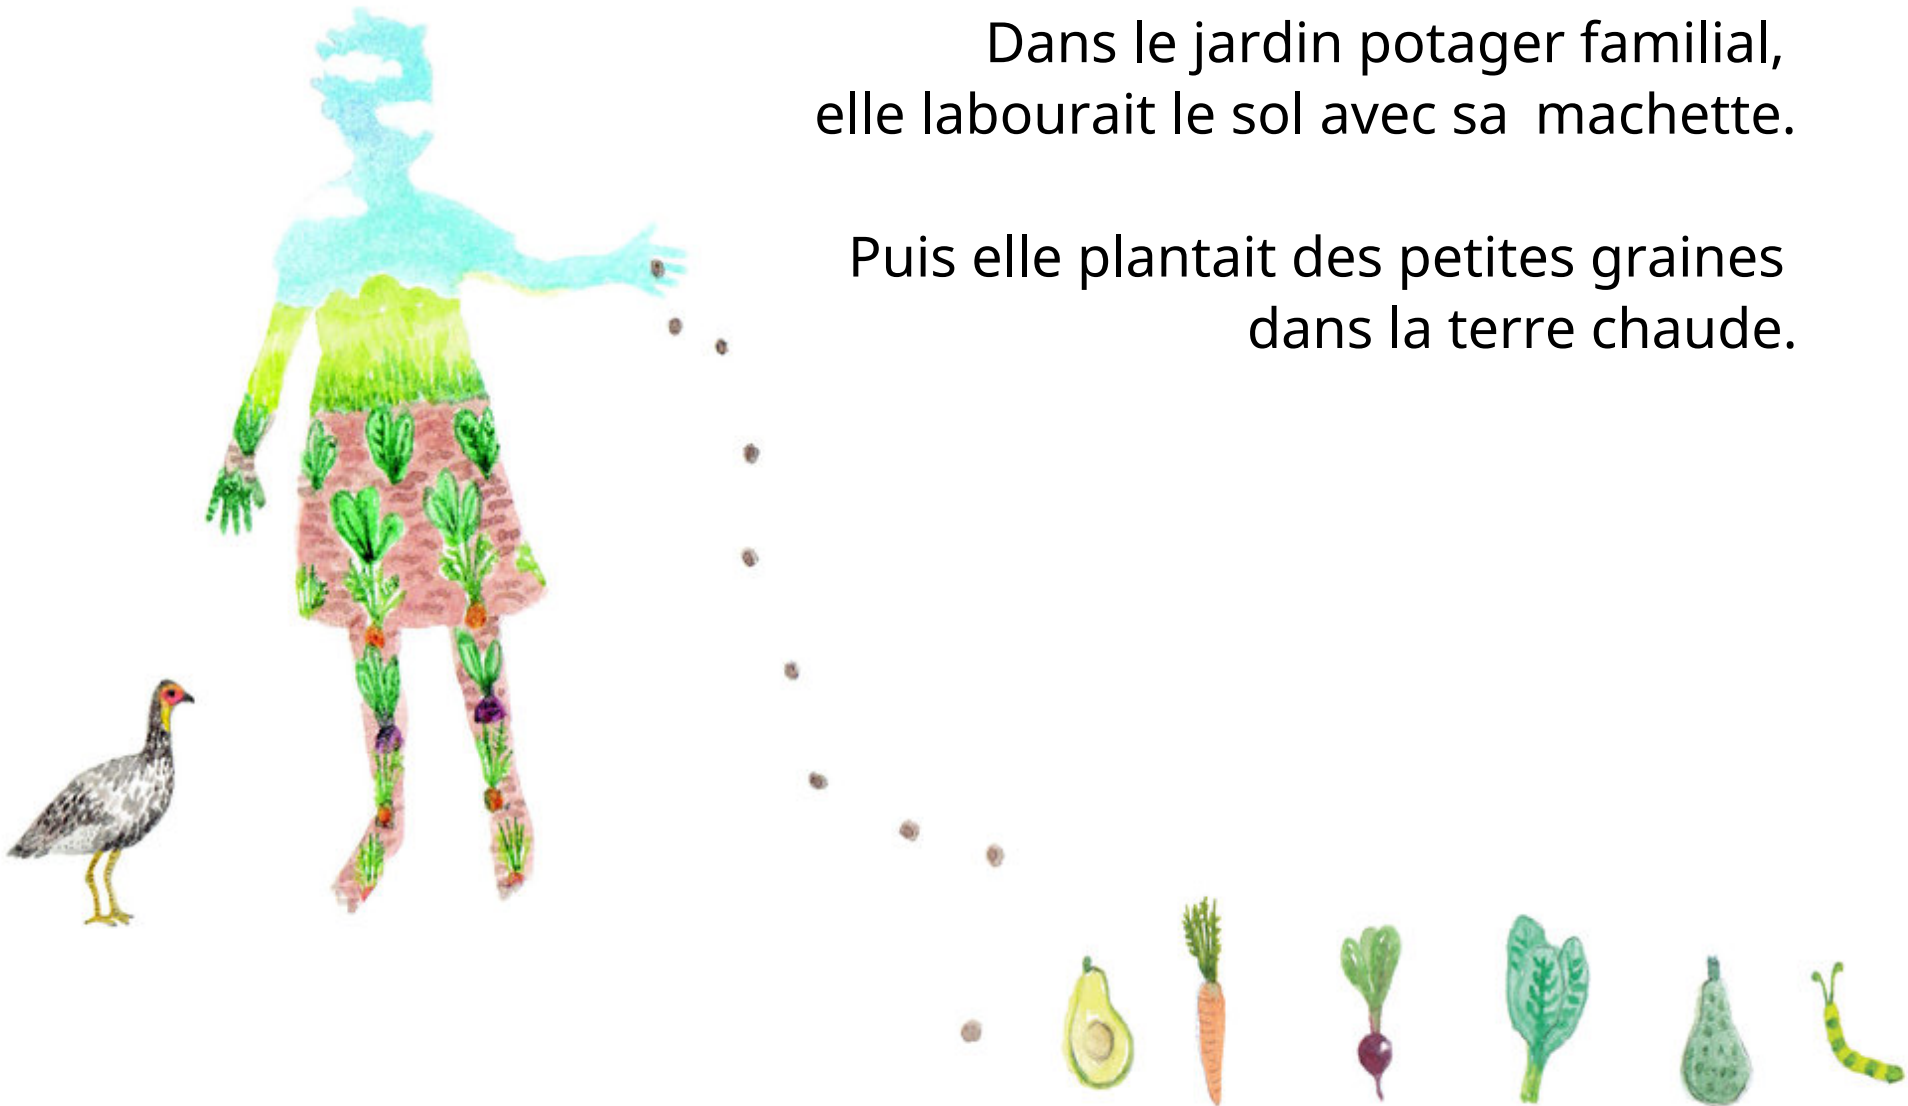 Dans le jardin potager familial,
elle labourait le sol avec sa machette.
Puis elle plantait des petites graines
dans la terre chaude.